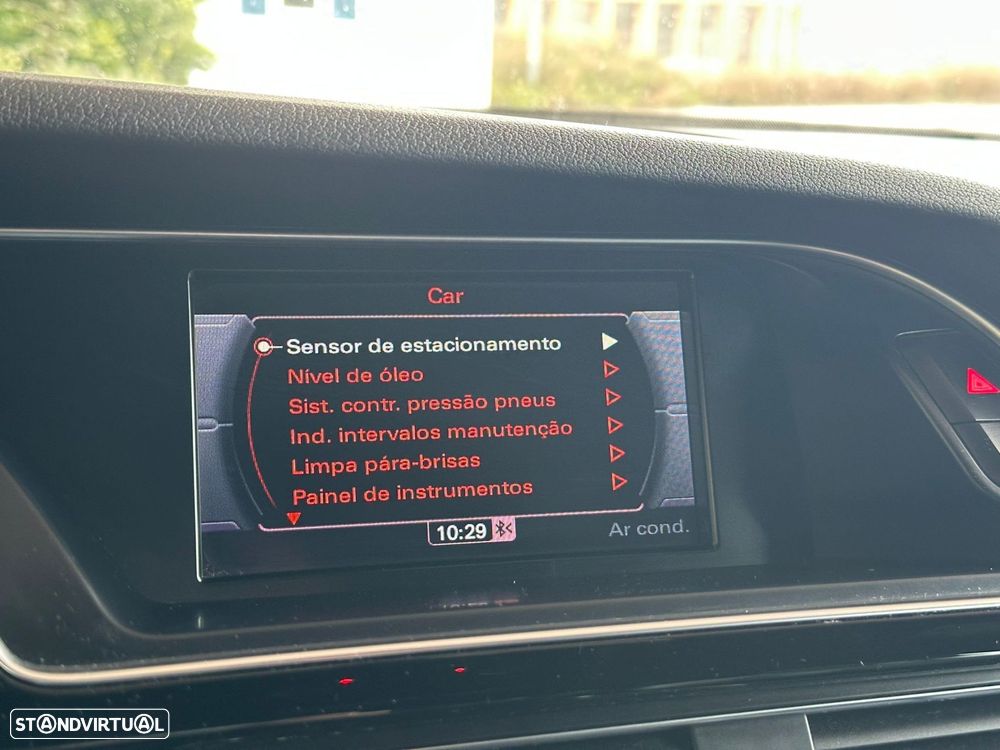 Car
Sensor de estacionamento
Nível de óleo
Sist. contr. pressão pneus
Ind. intervalos manutenção
Limpa pára-brisas
Painel de instrumentos
10:29
Ar cond.
STANDVIRTUAL